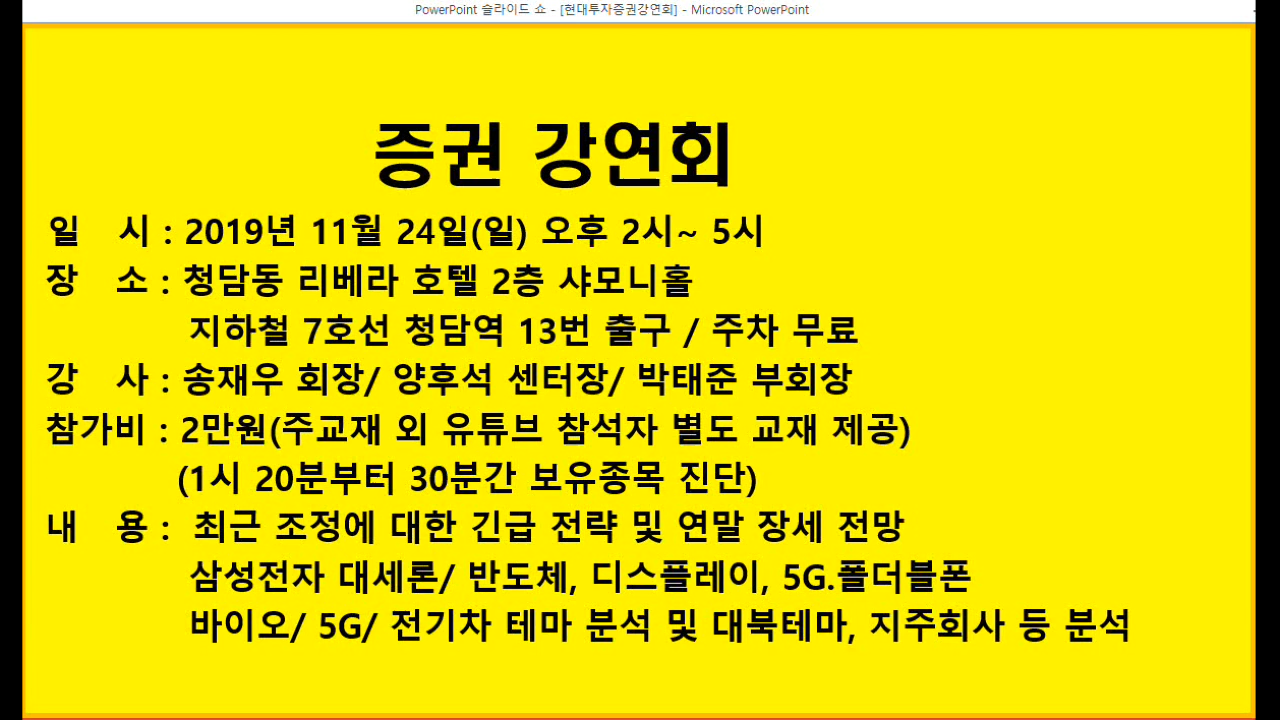 PowerPoint 슬라이드 쇼 - [현대투자증권강연회] - Microsoft PowerPoint
증권 강연회
일 시 : 2019년 11월 24일(일) 오후 2시~ 5시
장 소 : 청담동 리베라 호텔 2층 샤모니홀
지하철 7호선 청담역 13번 출구 / 주차 무료
강 사 : 송재우 회장/ 양후석 센터장/ 박태준 부회장
참가비 : 2만원(주교재 외 유튜브 참석자 별도 교재 제공)
(1시 20분부터 30분간 보유종목 진단)
내 용 : 최근 조정에 대한 긴급 전략 및 연말 장세 전망
삼성전자 대세론/ 반도체, 디스플레이, 5G.폴더블폰
바이오/ 5G/ 전기차 테마 분석 및 대북테마, 지주회사 등 분석